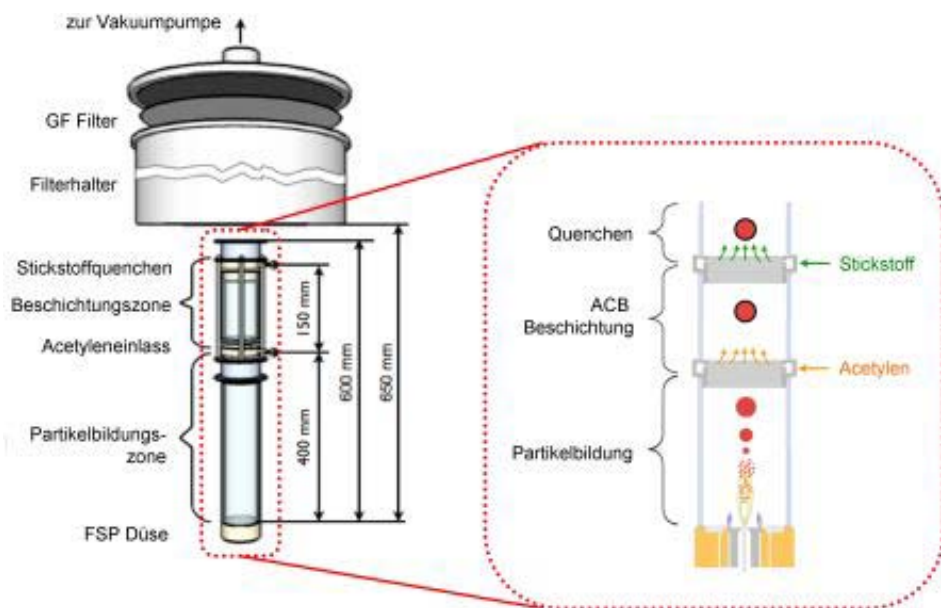 zur Vakuumpumpe
GF Filter
Filterhalter
Stickstoffquenchen
Beschichtungszone
Acetyleneinlass
Partikelbildungs-
zone
FSP Düse
150 mm
400 mm
600 mm
650 mm
Quenchen
Stickstoff
ACB
Beschichtung
Acetylen
Partikelbildung